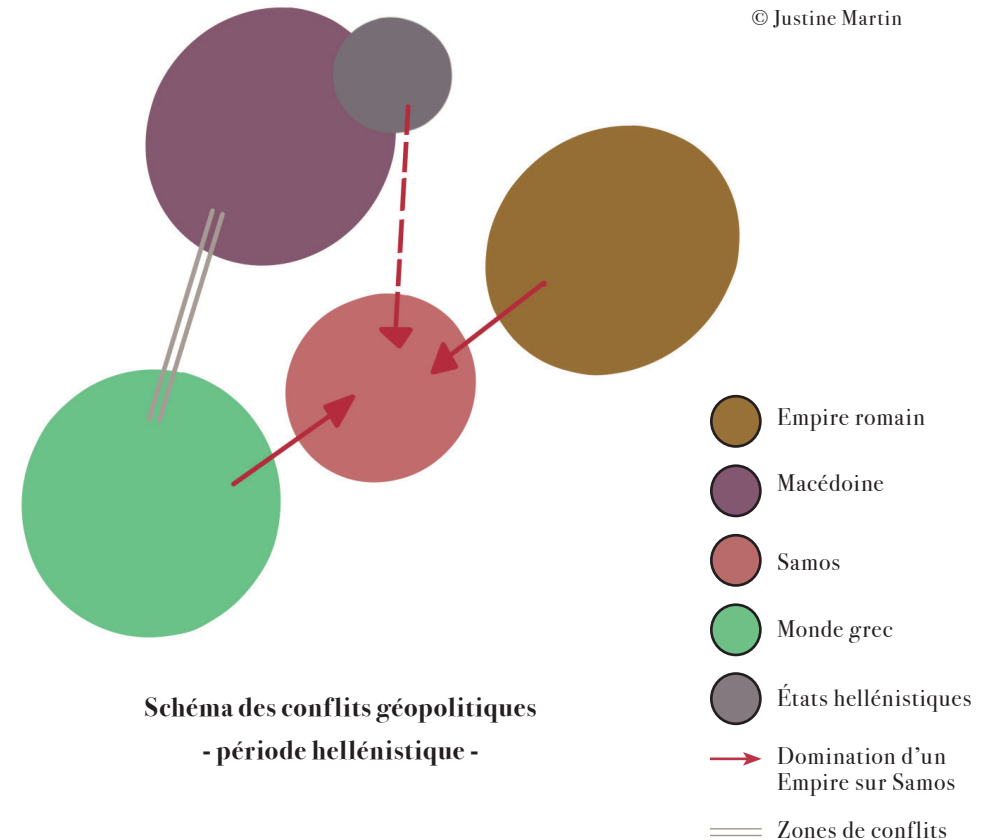 © Justine Martin
Empire romain
Macédoine
Samos
Monde grec
États hellénistiques
Domination d’un
Empire sur Samos
Zones de conflits
Schéma des conflits géopolitiques
- période hellénistique -